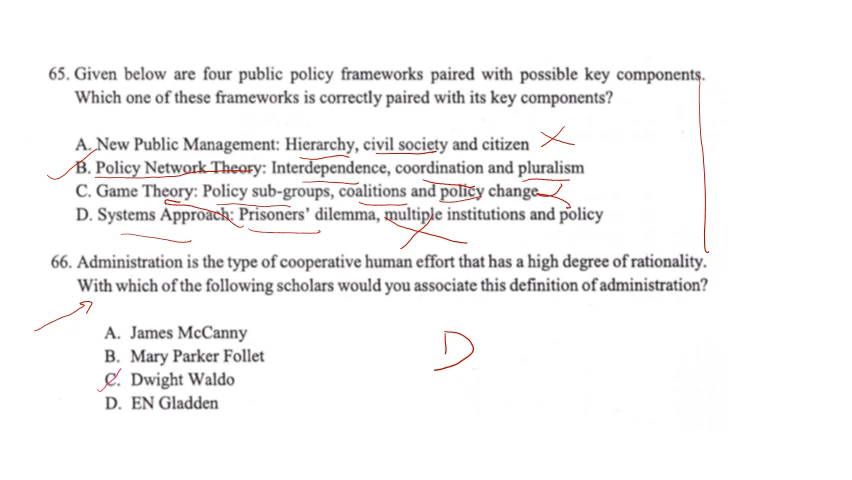 65. Given below are four public policy frameworks paired with possible key components.
Which one of these frameworks is correctly paired with its key components?
A. New Public Management: Hierarchy, civil society and citizen
B. Policy Network Theory: Interdependence, coordination and pluralism
C. Game Theory: Policy sub-groups, coalitions and policy change
D. Systems Approach: Prisoners' dilemma, multiple institutions and policy
66. Administration is the type of cooperative human effort that has a high degree of rationality.
With which of the following scholars would you associate this definition of administration?
A. James McCanny
B. Mary Parker Follet
C. Dwight Waldo
D. EN Gladden
D